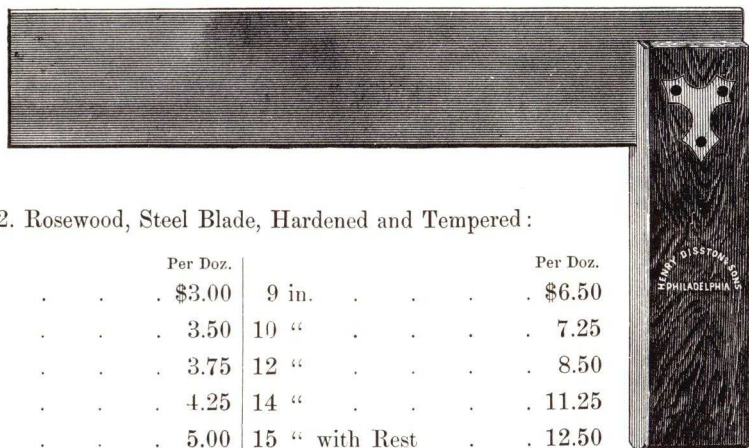 2. Rosewood, Steel Blade, Hardened and Tempered:
Per Doz. Per Doz.
. . . $3.00 9 in. . . . . $6.50
. . . 3.50 10 “ . . . . 7.25
. . . 3.75 12 “ . . . . 8.50
. . . 4.25 14 “ . . . . 11.25
. . . 5.00 15 “ with Rest . . 12.50
HENRY DISSTON & SONS
PHILADELPHIA